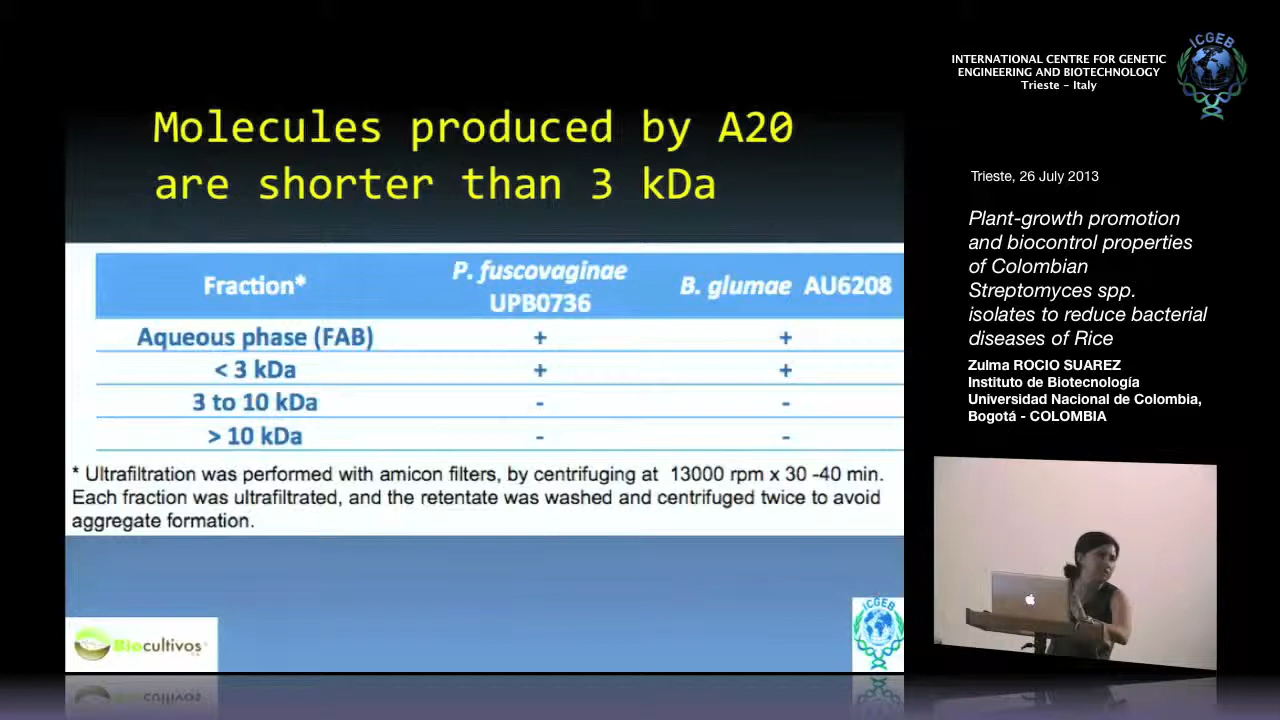 Molecules produced by A20
are shorter than 3 kDa
Fraction*
P. fuscovaginae
UPB0736
B. glumae AU6208
Aqueous phase (FAB) + +
< 3 kDa + +
3 to 10 kDa - -
> 10 kDa - -
* Ultrafiltration was performed with amicon filters, by centrifuging at 13000 rpm x 30 -40 min.
Each fraction was ultrafiltrated, and the retentate was washed and centrifuged twice to avoid
aggregate formation.
Biocultivos
ICGEB
INTERNATIONAL CENTRE FOR GENETIC
ENGINEERING AND BIOTECHNOLOGY
Trieste - Italy
ICGEB
Trieste, 26 July 2013
Plant-growth promotion
and biocontrol properties
of Colombian
Streptomyces spp.
isolates to reduce bacterial
diseases of Rice
Zulma ROCIO SUAREZ
Instituto de Biotecnología
Universidad Nacional de Colombia,
Bogotá - COLOMBIA